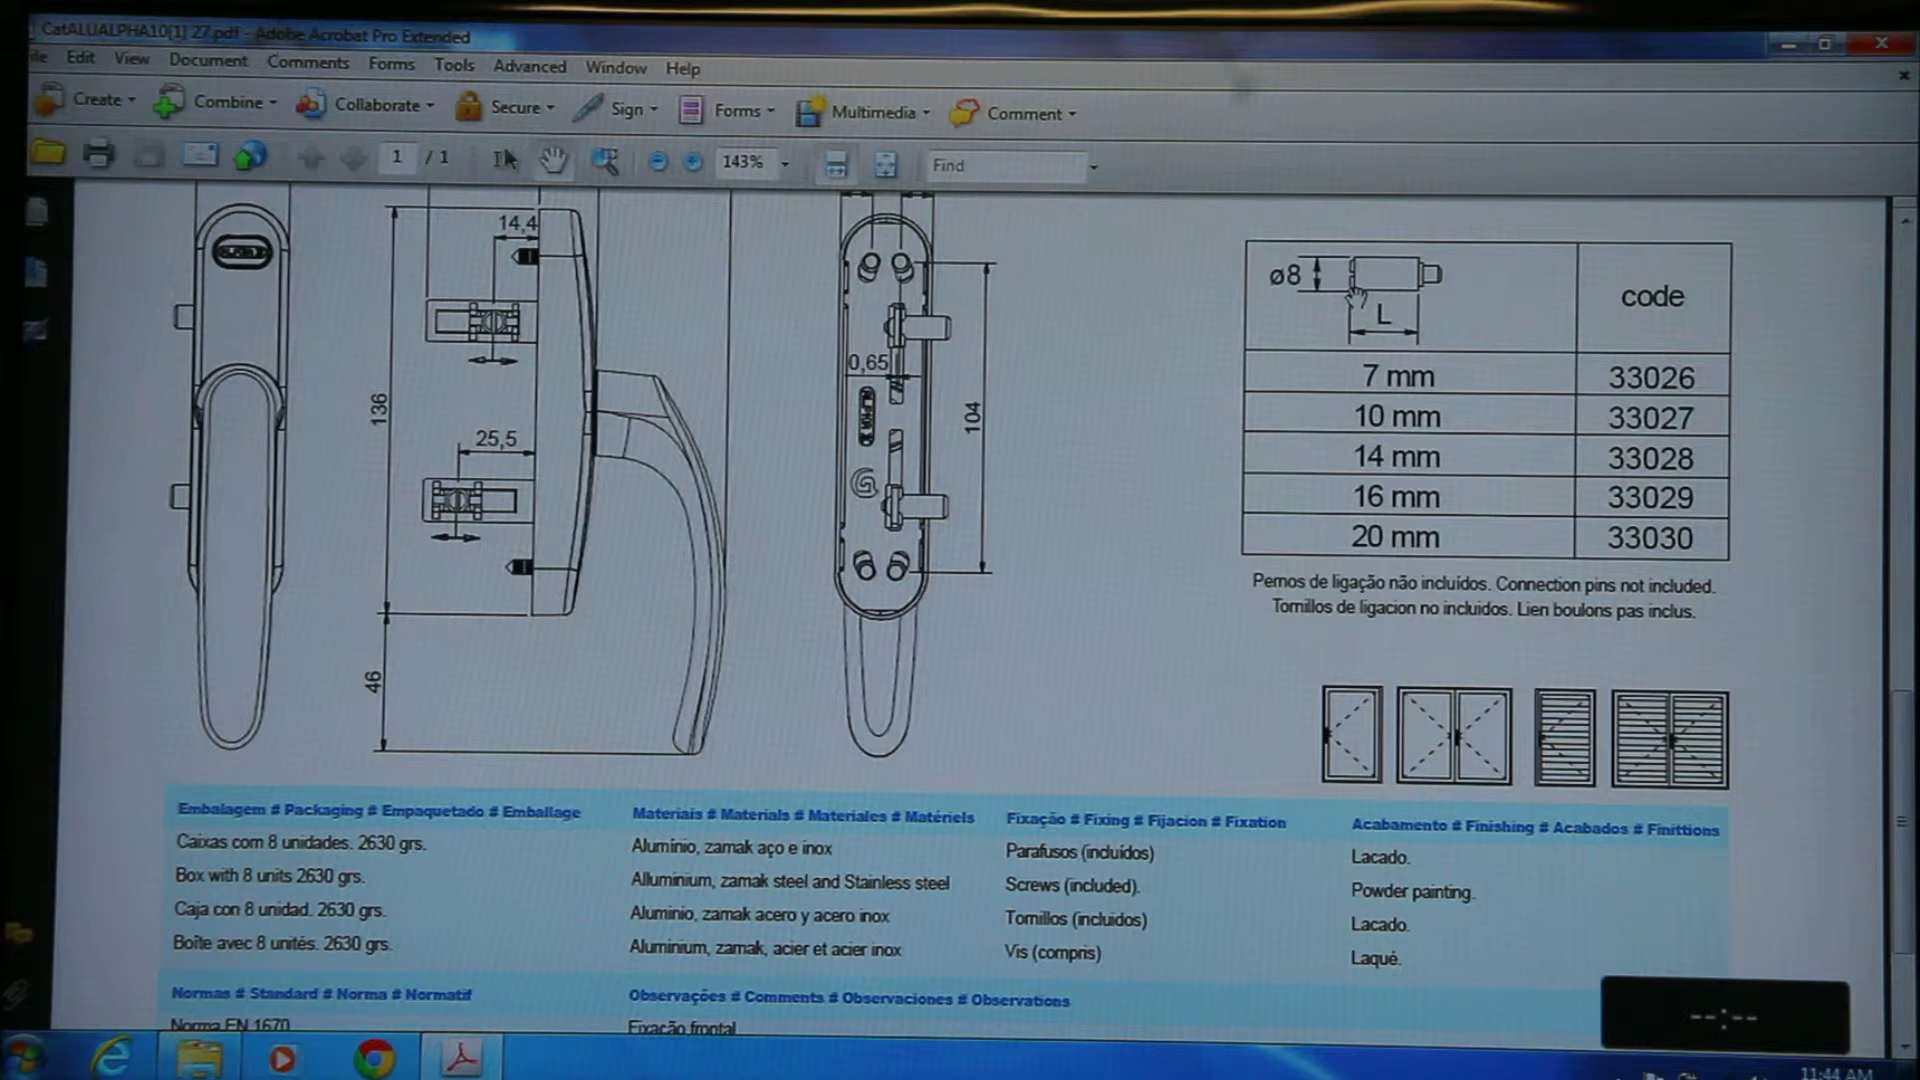 CatALUALPHA10[1] 27.pdf - Adobe Acrobat Pro Extended
Edit View Document Comments Forms Tools Advanced Window Help
Create Combine Collaborate Secure Sign Forms Multimedia Comment
1 / 1 143% Find
14,4
136
25,5
46
0,65
104
ø8
L
code
7 mm 33026
10 mm 33027
14 mm 33028
16 mm 33029
20 mm 33030
Pernos de ligação não incluídos. Connection pins not included.
Tornillos de ligacion no incluidos. Lien boulons pas inclus.
Embalagem # Packaging # Empaquetado # Emballage
Caixas com 8 unidades. 2630 grs.
Box with 8 units 2630 grs.
Caja con 8 unidad. 2630 grs.
Boîte avec 8 unités. 2630 grs.
Materiais # Materials # Materiales # Matériels
Alumínio, zamak aço e inox
Alluminium, zamak steel and Stainless steel
Aluminio, zamak acero y acero inox
Aluminium, zamak, acier et acier inox
Fixação # Fixing # Fijacion # Fixation
Parafusos (incluídos)
Screws (included).
Tornillos (incluidos)
Vis (compris)
Acabamento # Finishing # Acabados # Finittions
Lacado.
Powder painting.
Lacado.
Laqué.
Normas # Standard # Norma # Normatif
Norma EN 1670
Observações # Comments # Observaciones # Observations
Fixação frontal
--:--
11:44 AM